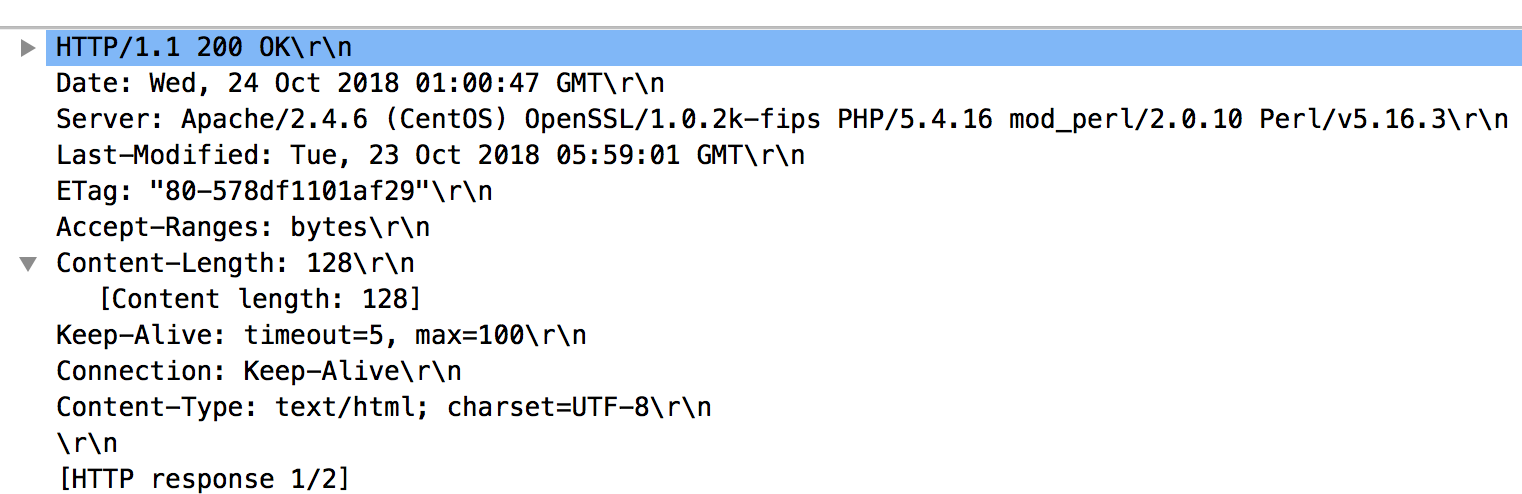 HTTP/1.1 200 OK\r\n
Date: Wed, 24 Oct 2018 01:00:47 GMT\r\n
Server: Apache/2.4.6 (CentOS) OpenSSL/1.0.2k-fips PHP/5.4.16 mod_perl/2.0.10 Perl/v5.16.3\r\n
Last-Modified: Tue, 23 Oct 2018 05:59:01 GMT\r\n
ETag: "80-578df1101af29"\r\n
Accept-Ranges: bytes\r\n
Content-Length: 128\r\n
[Content length: 128]
Keep-Alive: timeout=5, max=100\r\n
Connection: Keep-Alive\r\n
Content-Type: text/html; charset=UTF-8\r\n
\r\n
[HTTP response 1/2]